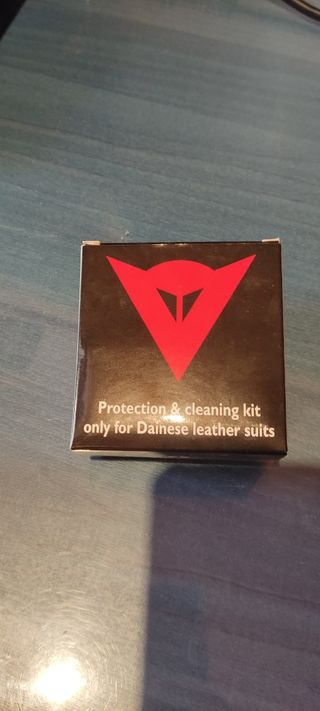 Protection & cleaning kit
only for Dainese leather suits